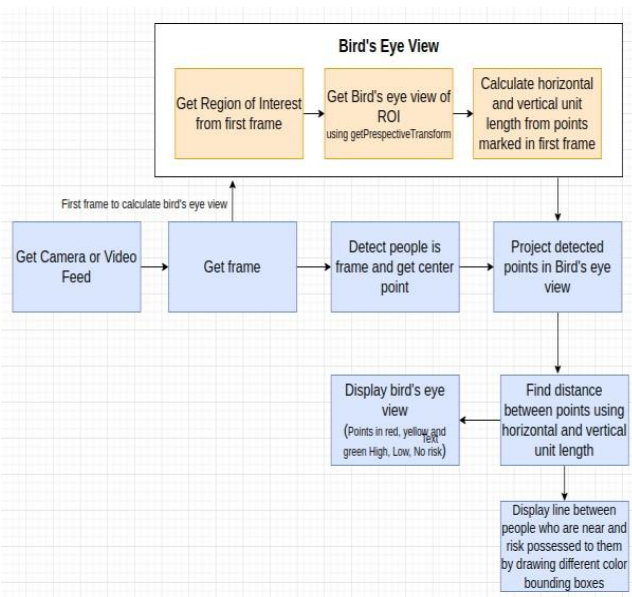 Bird's Eye View
Get Region of Interest
from first frame
Get Bird's eye view of
ROI
using getPrespectiveTransform
Calculate horizontal
and vertical unit
length from points
marked in first frame
First frame to calculate bird's eye view
Get Camera or Video
Feed
Get frame
Detect people is
frame and get center
point
Project detected
points in Bird's eye
view
Display bird's eye
view
(Points in red, yellow and
Text
green High, Low, No risk)
Find distance
between points using
horizontal and vertical
unit length
Display line between
people who are near and
risk possessed to them
by drawing different color
bounding boxes